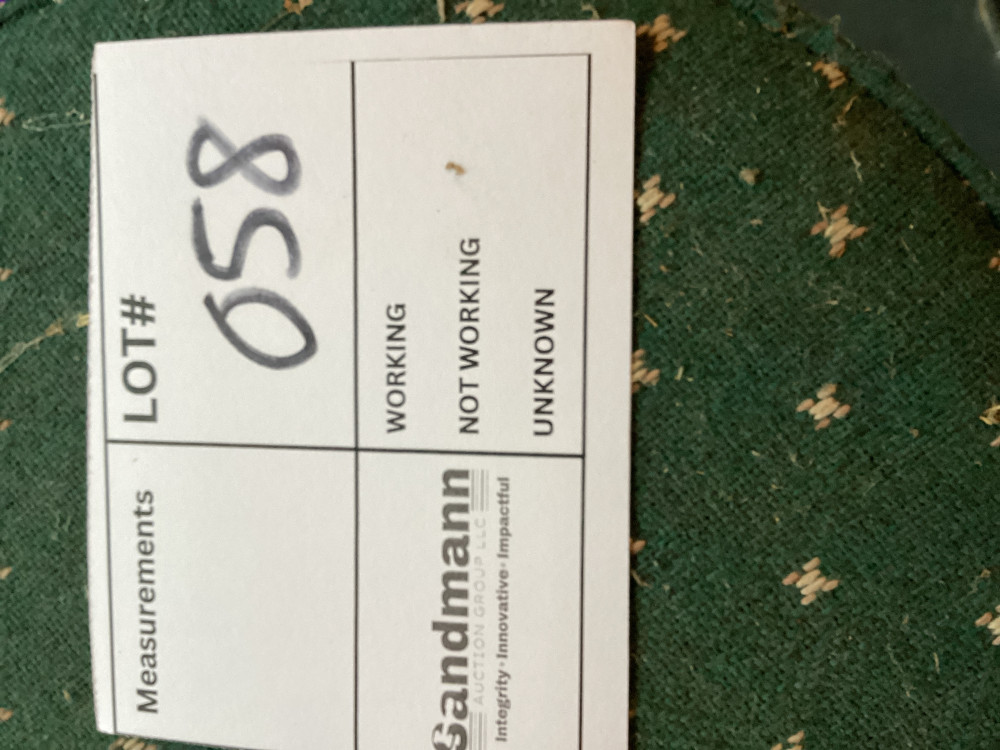 Measurements
LOT#
058
Sandmann
AUCTION GROUP LLC
Integrity · Innovative · Impactful
WORKING
NOT WORKING
UNKNOWN